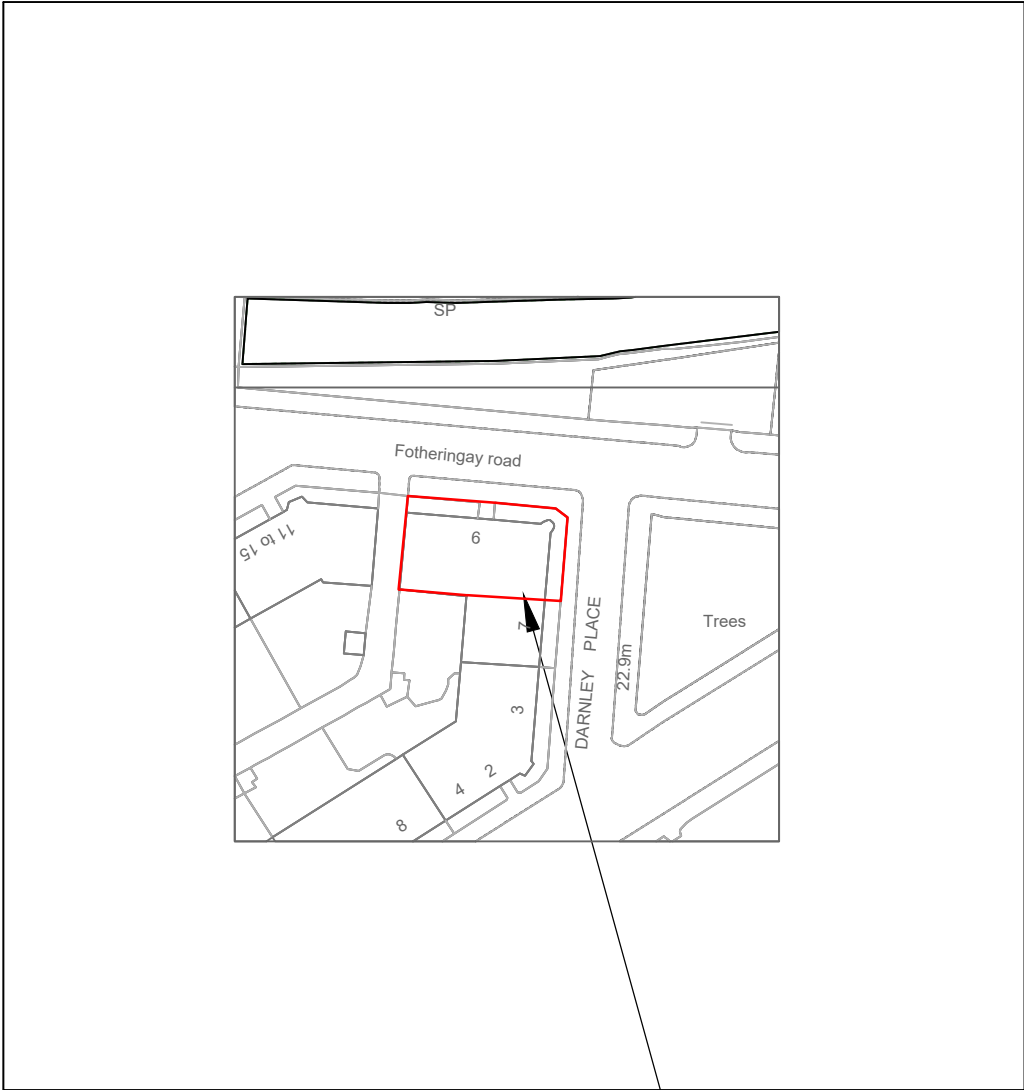 SP
Fotheringay road
11 to 15
6
7
Trees
DARNLEY PLACE
22.9m
3
2
4
8